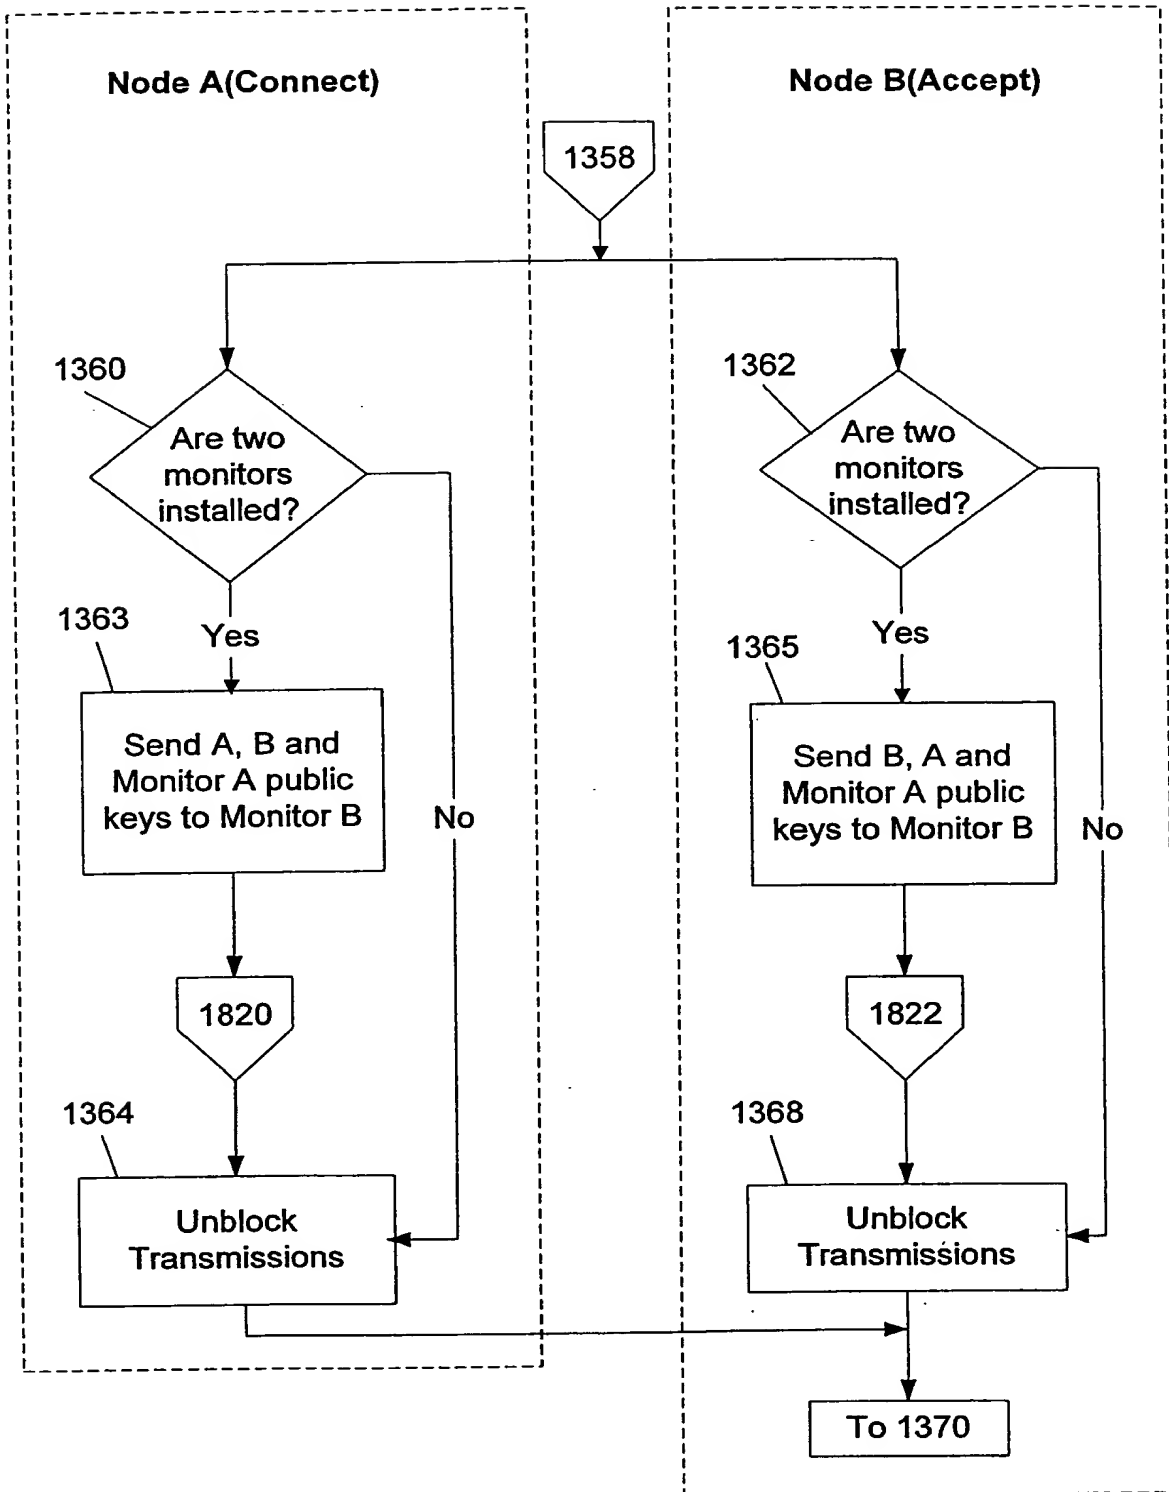 Node A(Connect)
Node B(Accept)
1358
1360
Are two
monitors
installed?
1362
Are two
monitors
installed?
1363
Yes
1365
Yes
Send A, B and
Monitor A public
keys to Monitor B
No
Send B, A and
Monitor A public
keys to Monitor B
No
1820
1822
1364
1368
Unblock
Transmissions
Unblock
Transmissions
To 1370